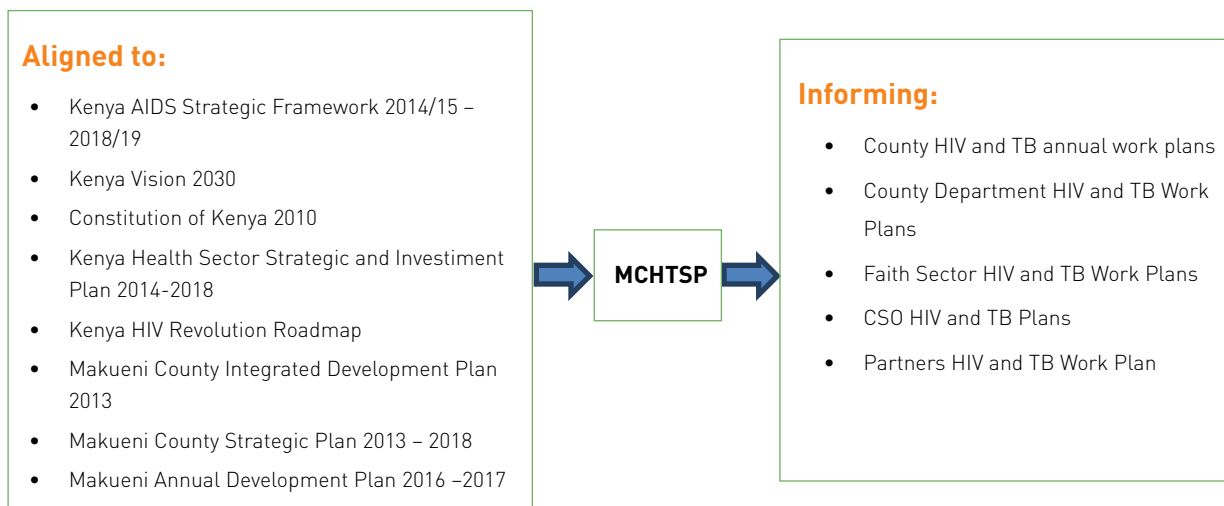 Aligned to:
• Kenya AIDS Strategic Framework 2014/15 –
2018/19
• Kenya Vision 2030
• Constitution of Kenya 2010
• Kenya Health Sector Strategic and Investiment
Plan 2014-2018
• Kenya HIV Revolution Roadmap
• Makueni County Integrated Development Plan
2013
• Makueni County Strategic Plan 2013 – 2018
• Makueni Annual Development Plan 2016 –2017
MCHTSP
Informing:
• County HIV and TB annual work plans
• County Department HIV and TB Work
Plans
• Faith Sector HIV and TB Work Plans
• CSO HIV and TB Plans
• Partners HIV and TB Work Plan